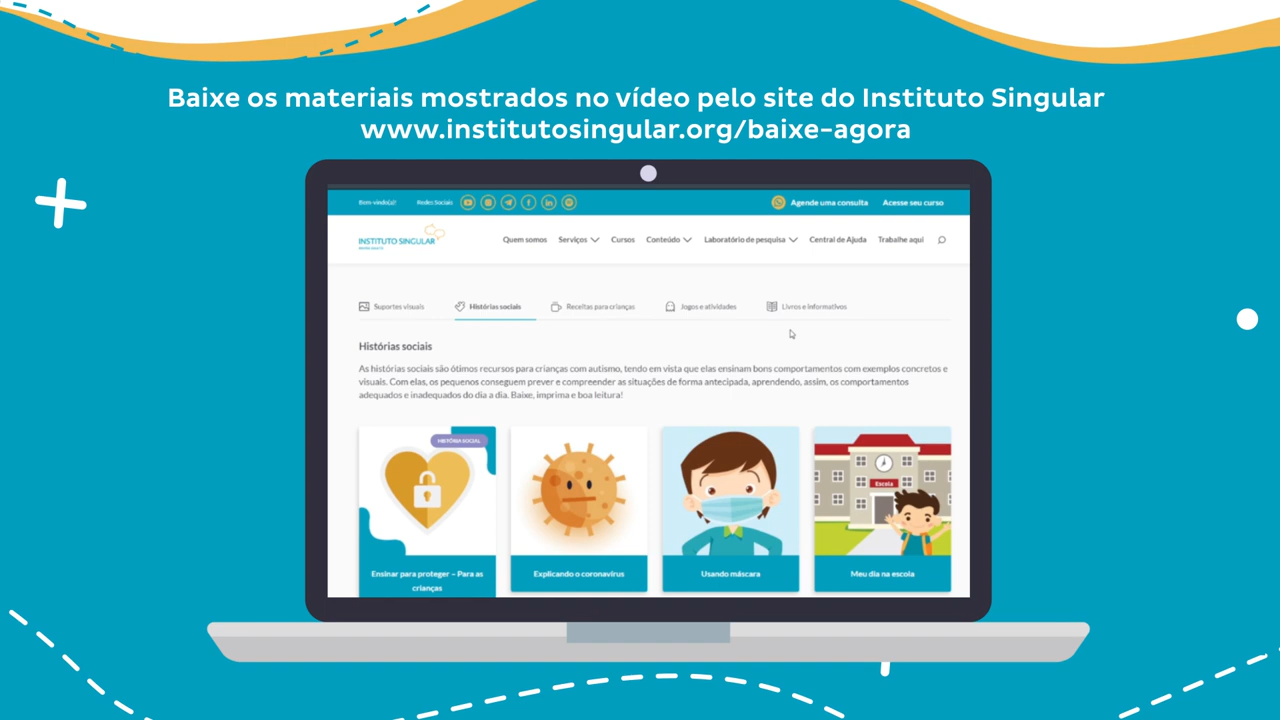 Baixe os materiais mostrados no vídeo pelo site do Instituto Singular
www.institutosingular.org/baixe-agora
Bem-vindo(a)! Redes Sociais Agende uma consulta Acesse seu curso
INSTITUTO SINGULAR Quem somos Serviços Cursos Conteúdo Laboratório de pesquisa Central de Ajuda Trabalhe aqui
Suportes visuais Histórias sociais Receitas para crianças Jogos e atividades Livros e informativos
Histórias sociais
As histórias sociais são ótimos recursos para crianças com autismo, tendo em vista que elas ensinam bons comportamentos com exemplos concretos e
visuais. Com elas, os pequenos conseguem prever e compreender as situações de forma antecipada, aprendendo, assim, os comportamentos
adequados e inadequados do dia a dia. Baixe, imprima e boa leitura!
HISTÓRIA SOCIAL
Escola
Ensinar para proteger – Para as
crianças
Explicando o coronavírus
Usando máscara
Meu dia na escola